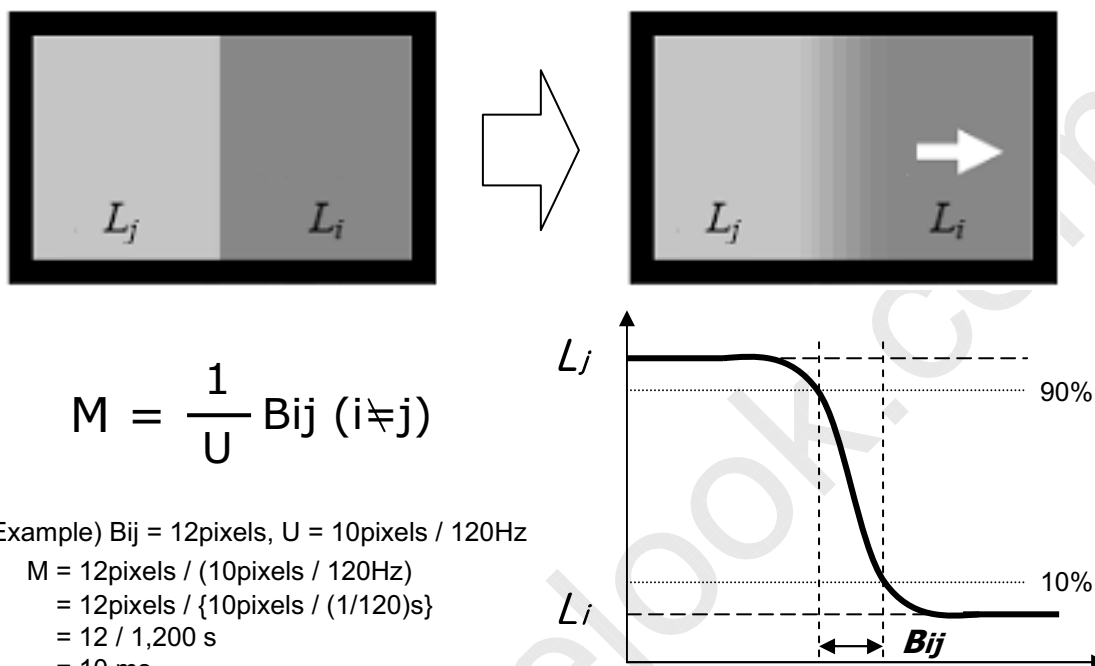 Lj Li
Lj Li
M = 1/U Bij (i≒j)
Example) Bij = 12pixels, U = 10pixels / 120Hz
M = 12pixels / (10pixels / 120Hz)
= 12pixels / {10pixels / (1/120)s}
= 12 / 1,200 s
= 10 ms
Lj
90%
10%
Li
Bij